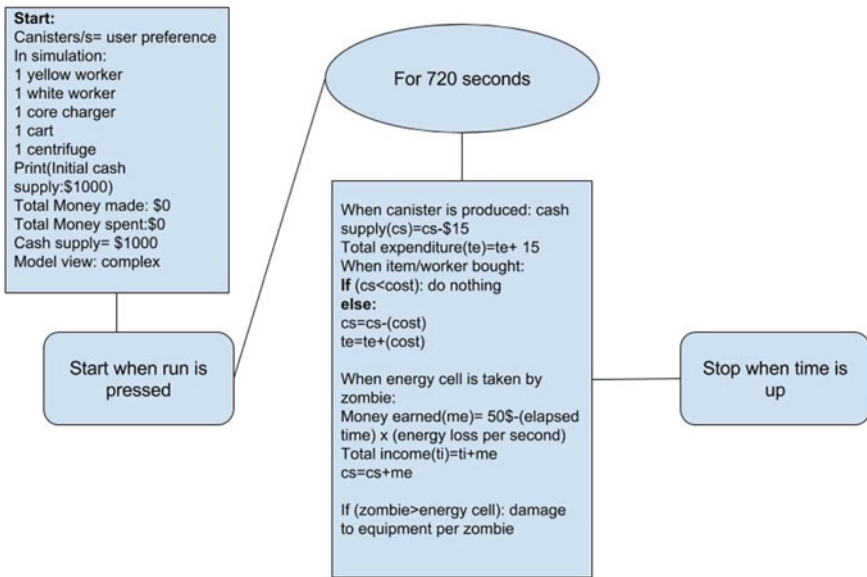 Start:
Canisters/s= user preference
In simulation:
1 yellow worker
1 white worker
1 core charger
1 cart
1 centrifuge
Print(Initial cash
supply:$1000)
Total Money made: $0
Total Money spent:$0
Cash supply= $1000
Model view: complex
Start when run is
pressed
For 720 seconds
When canister is produced: cash
supply(cs)=cs-$15
Total expenditure(te)=te+ 15
When item/worker bought:
If (cs<cost): do nothing
else:
cs=cs-(cost)
te=te+(cost)
When energy cell is taken by
zombie:
Money earned(me)= 50$-(elapsed
time) x (energy loss per second)
Total income(ti)=ti+me
cs=cs+me
If (zombie>energy cell): damage
to equipment per zombie
Stop when time is
up